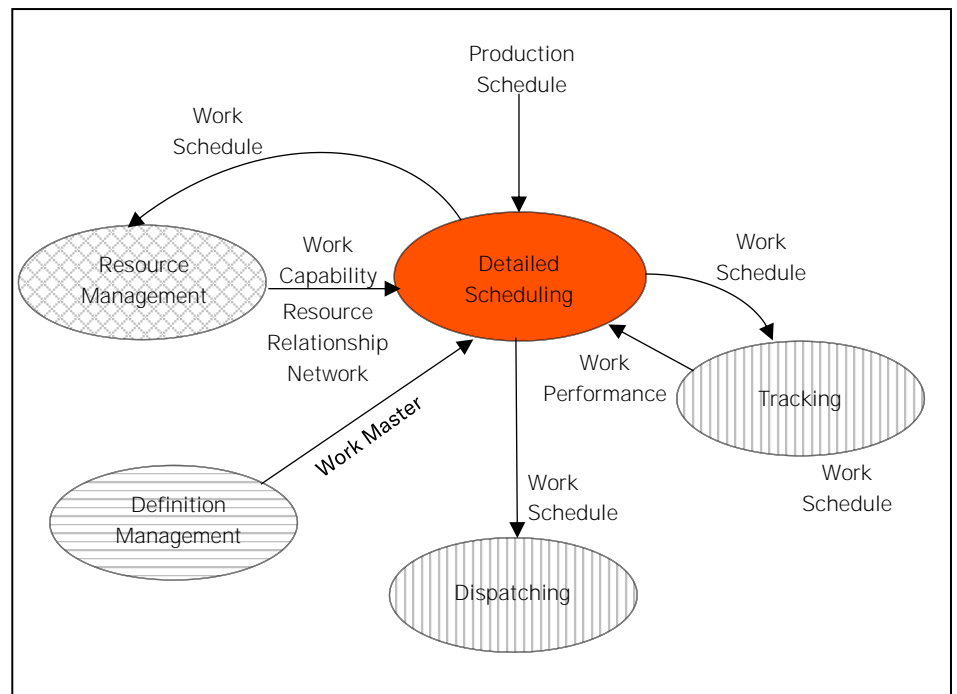 Production
Schedule
Work
Schedule
Resource
Management
Work
Capability
Resource
Relationship
Network
Detailed
Scheduling
Work
Schedule
Work
Performance
Tracking
Work Master
Work
Schedule
Work
Schedule
Definition
Management
Dispatching